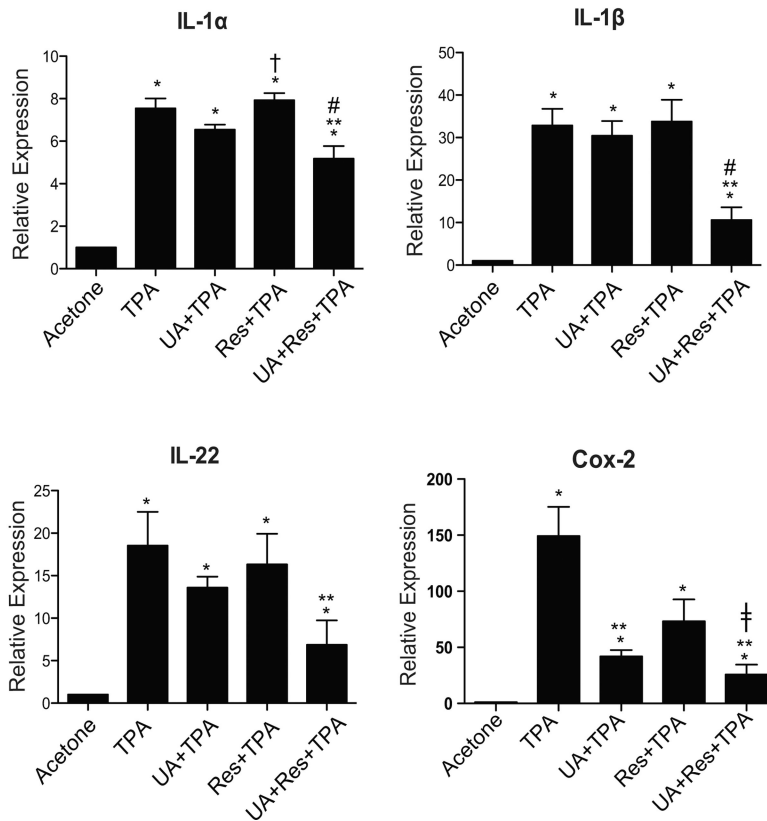 IL-1α
Relative Expression
10
8
6
4
2
0
*
*
†
*
#
**
*
Acetone
TPA
UA+TPA
Res+TPA
UA+Res+TPA
IL-1β
Relative Expression
50
40
30
20
10
0
*
*
*
#
**
*
Acetone
TPA
UA+TPA
Res+TPA
UA+Res+TPA
IL-22
Relative Expression
25
20
15
10
5
0
*
*
*
**
*
Acetone
TPA
UA+TPA
Res+TPA
UA+Res+TPA
Cox-2
Relative Expression
200
150
100
50
0
*
**
*
*
‡
**
*
Acetone
TPA
UA+TPA
Res+TPA
UA+Res+TPA